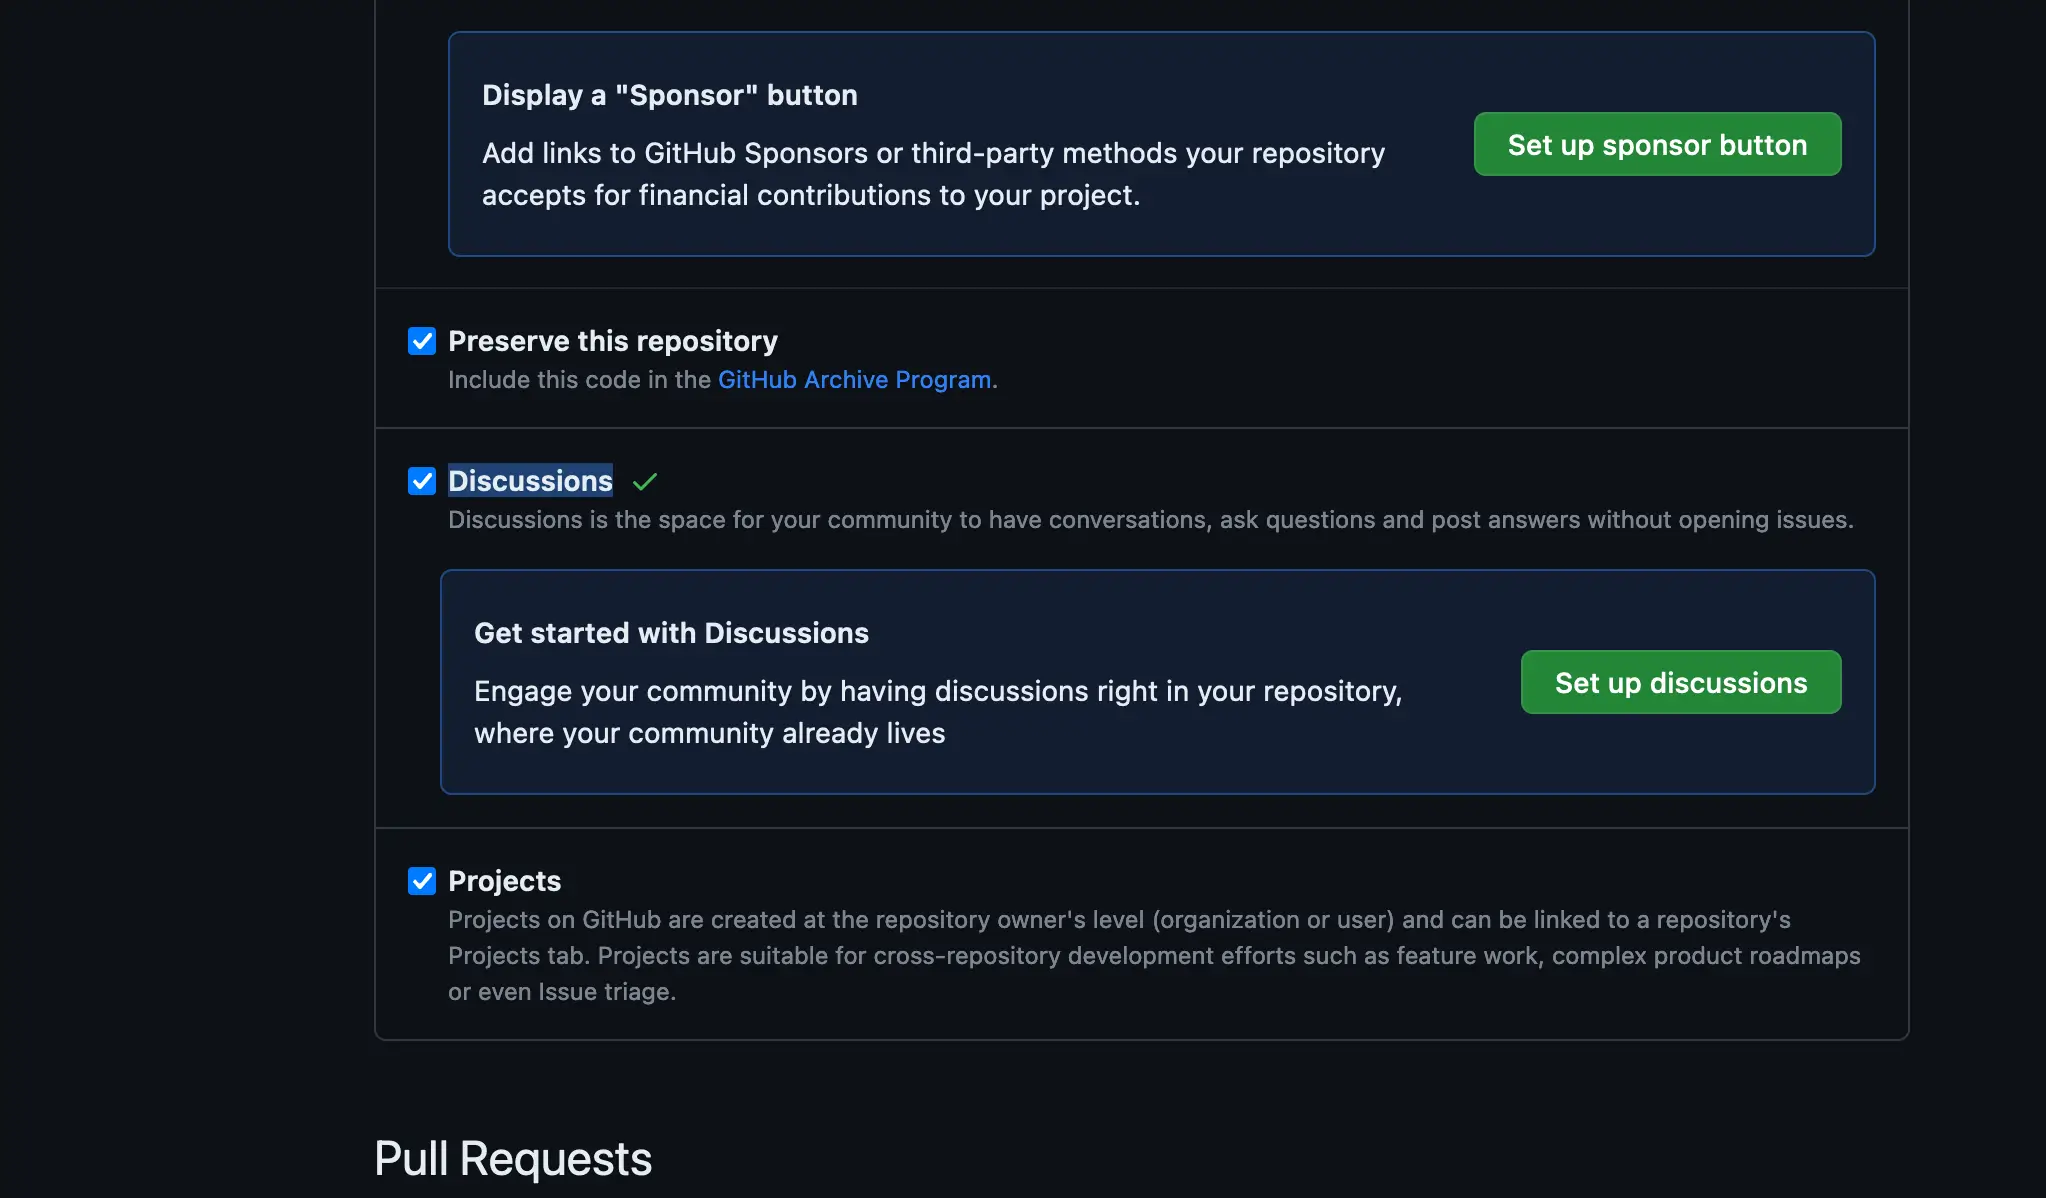 Display a "Sponsor" button
Add links to GitHub Sponsors or third-party methods your repository
accepts for financial contributions to your project.
Set up sponsor button
Preserve this repository
Include this code in the GitHub Archive Program.
Discussions
Discussions is the space for your community to have conversations, ask questions and post answers without opening issues.
Get started with Discussions
Engage your community by having discussions right in your repository,
where your community already lives
Set up discussions
Projects
Projects on GitHub are created at the repository owner's level (organization or user) and can be linked to a repository's
Projects tab. Projects are suitable for cross-repository development efforts such as feature work, complex product roadmaps
or even Issue triage.
Pull Requests